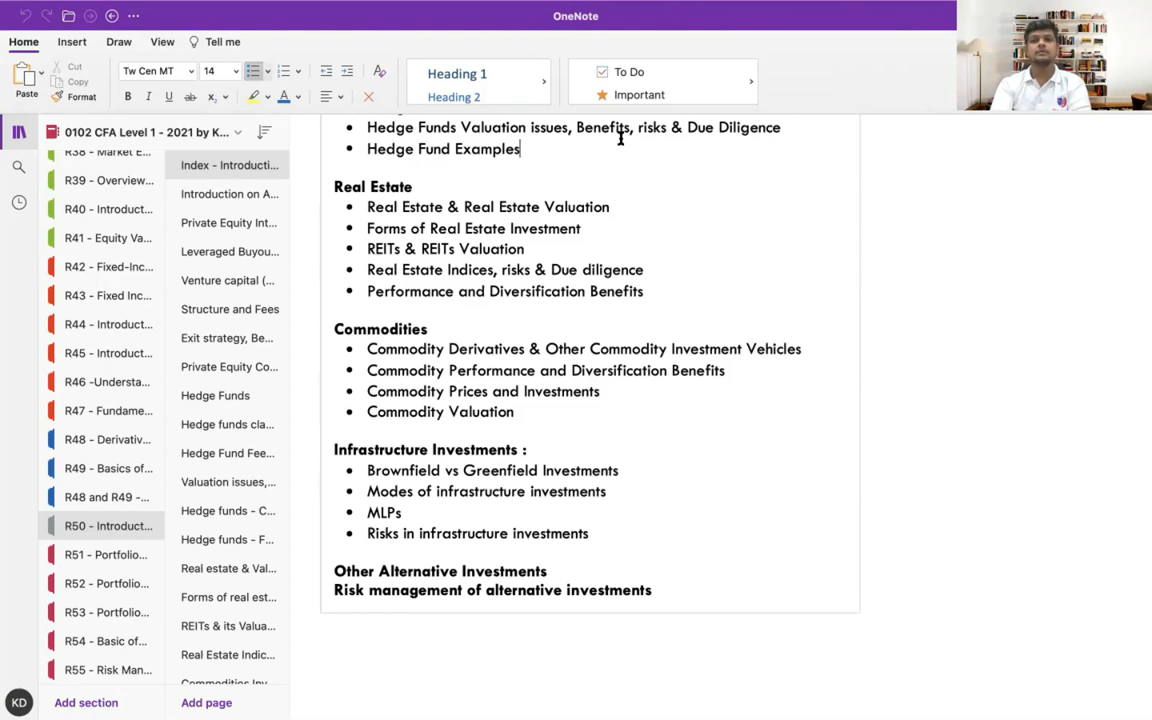 OneNote
Home Insert Draw View Tell me
Paste
Cut
Copy
Format
Tw Cen MT 14
B I U ab x₂ A
Heading 1
Heading 2
To Do
Important
0102 CFA Level 1 - 2021 by K...
R38 - Market E...
R39 - Overview...
R40 - Introduct...
R41 - Equity Va...
R42 - Fixed-Inc...
R43 - Fixed Inc...
R44 - Introduct...
R45 - Introduct...
R46 -Understa...
R47 - Fundame...
R48 - Derivativ...
R49 - Basics of...
R48 and R49 -...
R50 - Introduct...
R51 - Portfolio...
R52 - Portfolio...
R53 - Portfolio...
R54 - Basic of...
R55 - Risk Man...
KD
Add section
Index - Introducti...
Introduction on A...
Private Equity Int...
Leveraged Buyou...
Venture capital (...
Structure and Fees
Exit strategy, Be...
Private Equity Co...
Hedge Funds
Hedge funds cla...
Hedge Fund Fee...
Valuation issues,...
Hedge funds - C...
Hedge funds - F...
Real estate & Val...
Forms of real est...
REITs & its Valua...
Real Estate Indic...
Commodities Inv...
Add page
• Hedge Funds Valuation issues, Benefits, risks & Due Diligence
• Hedge Fund Examples
Real Estate
• Real Estate & Real Estate Valuation
• Forms of Real Estate Investment
• REITs & REITs Valuation
• Real Estate Indices, risks & Due diligence
• Performance and Diversification Benefits
Commodities
• Commodity Derivatives & Other Commodity Investment Vehicles
• Commodity Performance and Diversification Benefits
• Commodity Prices and Investments
• Commodity Valuation
Infrastructure Investments :
• Brownfield vs Greenfield Investments
• Modes of infrastructure investments
• MLPs
• Risks in infrastructure investments
Other Alternative Investments
Risk management of alternative investments